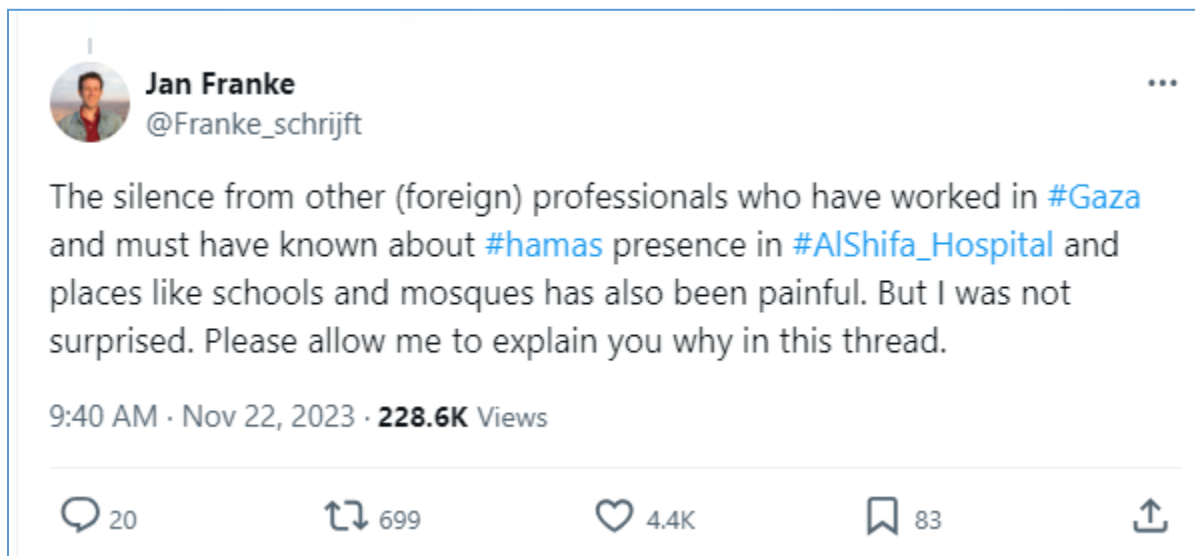 Jan Franke
@Franke_schrijft
The silence from other (foreign) professionals who have worked in #Gaza
and must have known about #hamas presence in #AlShifa_Hospital and
places like schools and mosques has also been painful. But I was not
surprised. Please allow me to explain you why in this thread.
9:40 AM · Nov 22, 2023 · 228.6K Views
20 699 4.4K 83